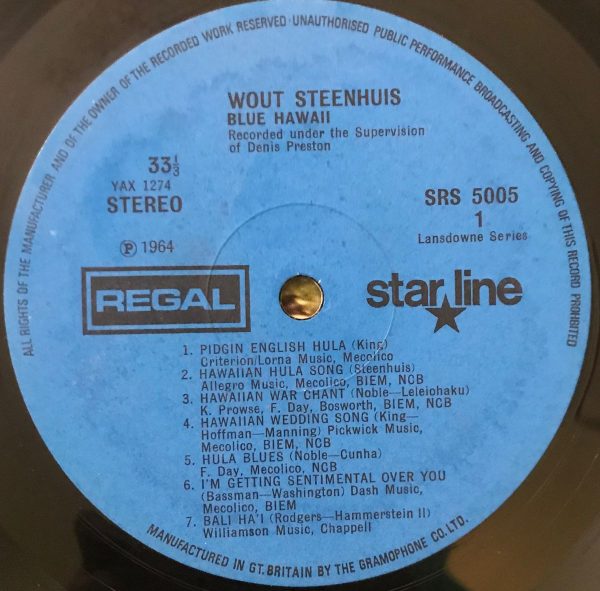 ALL RIGHTS OF THE MANUFACTURER AND OF THE OWNER OF THE RECORDED WORK RESERVED · UNAUTHORISED PUBLIC PERFORMANCE BROADCASTING AND COPYING OF THIS RECORD PROHIBITED
WOUT STEENHUIS
BLUE HAWAII
Recorded under the Supervision
of Denis Preston
33⅓
YAX 1274
STEREO
SRS 5005
1
Lansdowne Series
Ⓟ 1964
REGAL
star line
1. PIDGIN ENGLISH HULA (King)
Criterion/Lorna Music, Mecolico
2. HAWAIIAN HULA SONG (Steenhuis)
Allegro Music, Mecolico, BIEM, NCB
3. HAWAIIAN WAR CHANT (Noble—Leleiohaku)
K. Prowse, F. Day, Bosworth, BIEM, NCB
4. HAWAIIAN WEDDING SONG (King—
Hoffman—Manning) Pickwick Music,
Mecolico, BIEM, NCB
5. HULA BLUES (Noble—Cunha)
F. Day, Mecolico, NCB
6. I'M GETTING SENTIMENTAL OVER YOU
(Bassman—Washington) Dash Music,
Mecolico, BIEM
7. BALI HA'I (Rodgers—Hammerstein II)
Williamson Music, Chappell
MANUFACTURED IN GT. BRITAIN BY THE GRAMOPHONE CO. LTD.